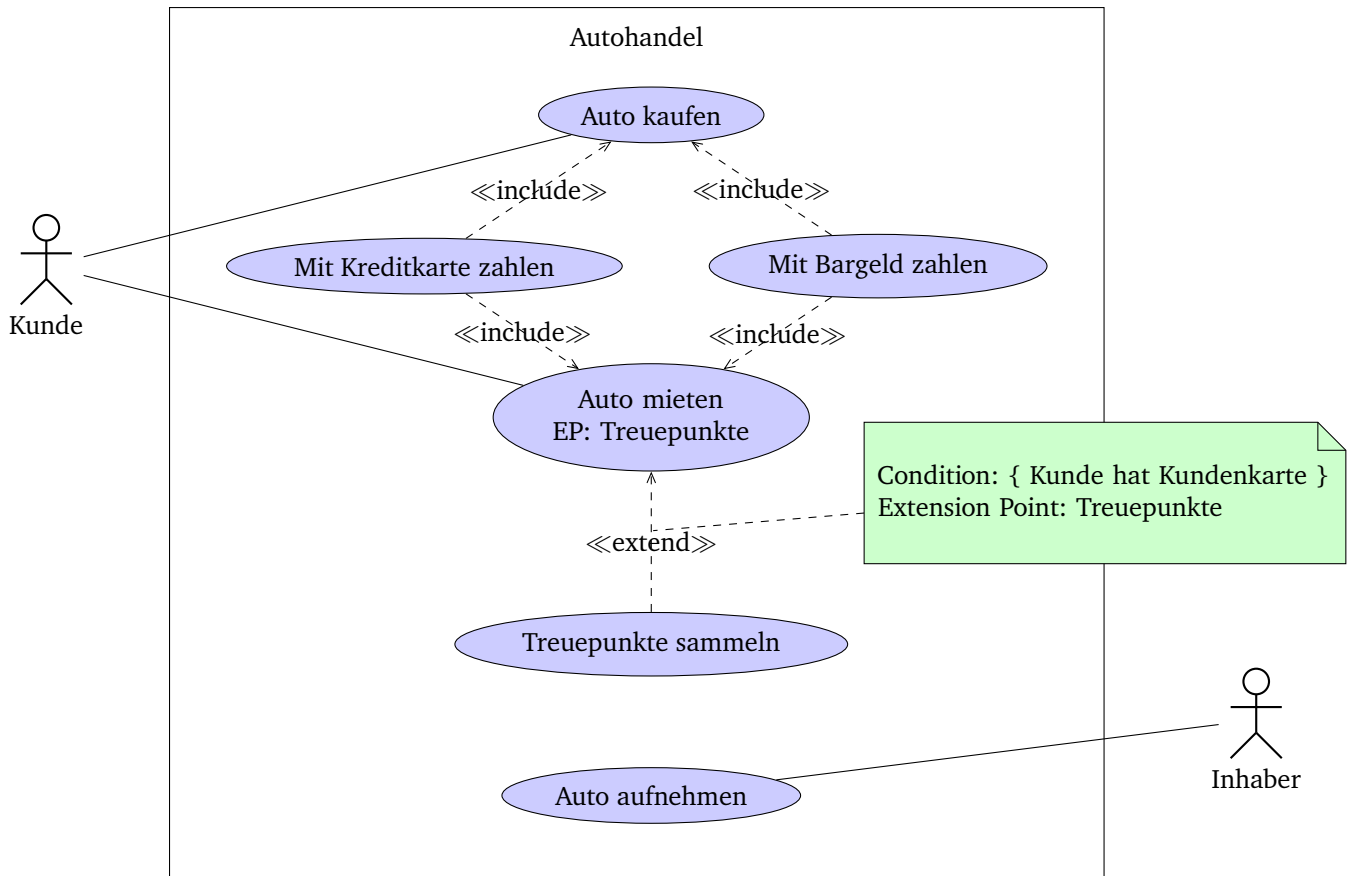 Autohandel
Auto kaufen
≪include≫
≪include≫
Mit Kreditkarte zahlen
Mit Bargeld zahlen
Kunde
≪include≫
≪include≫
Auto mieten
EP: Treuepunkte
Condition: { Kunde hat Kundenkarte }
Extension Point: Treuepunkte
≪extend≫
Treuepunkte sammeln
Inhaber
Auto aufnehmen